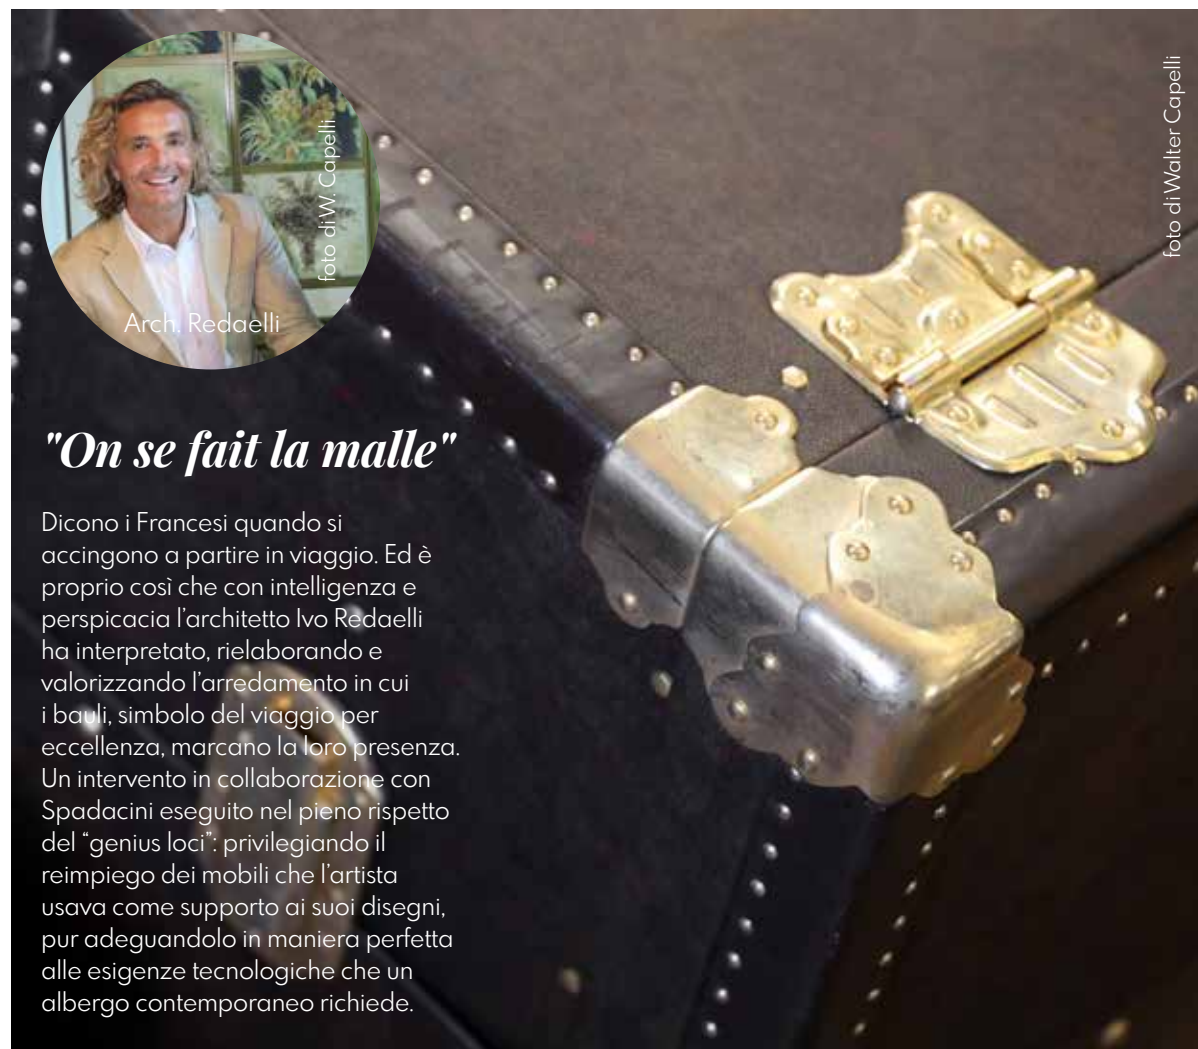 foto di W. Capelli
Arch. Redaelli
foto di Walter Capelli
"On se fait la malle"
Dicono i Francesi quando si
accingono a partire in viaggio. Ed è
proprio così che con intelligenza e
perspicacia l’architetto Ivo Redaelli
ha interpretato, rielaborando e
valorizzando l’arredamento in cui
i bauli, simbolo del viaggio per
eccellenza, marcano la loro presenza.
Un intervento in collaborazione con
Spadacini eseguito nel pieno rispetto
del “genius loci”: privilegiando il
reimpiego dei mobili che l’artista
usava come supporto ai suoi disegni,
pur adeguandolo in maniera perfetta
alle esigenze tecnologiche che un
albergo contemporaneo richiede.